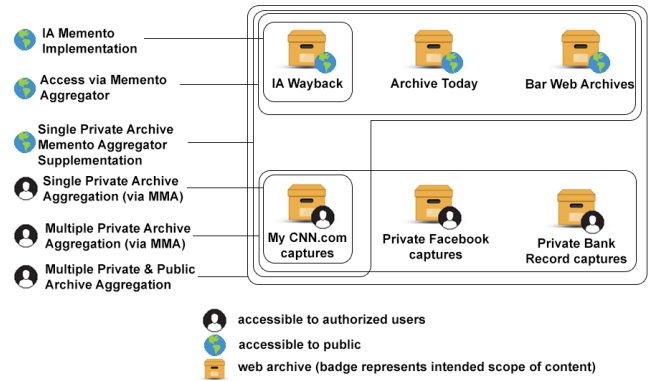 IA Memento
Implementation
Access via Memento
Aggregator
Single Private Archive
Memento Aggregator
Supplementation
Single Private Archive
Aggregation (via MMA)
Multiple Private Archive
Aggregation (via MMA)
Multiple Private & Public
Archive Aggregation
IA Wayback
Archive Today
Bar Web Archives
My CNN.com
captures
Private Facebook
captures
Private Bank
Record captures
accessible to authorized users
accessible to public
web archive (badge represents intended scope of content)